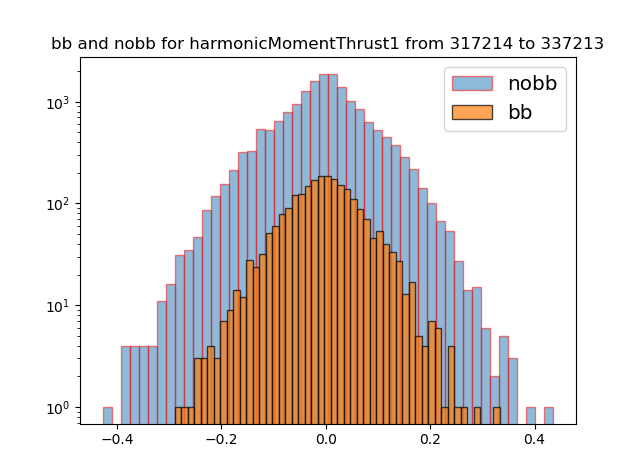 bb and nobb for harmonicMomentThrust1 from 317214 to 337213
nobb
bb
10³
10²
10¹
10⁰
−0.4 −0.2 0.0 0.2 0.4